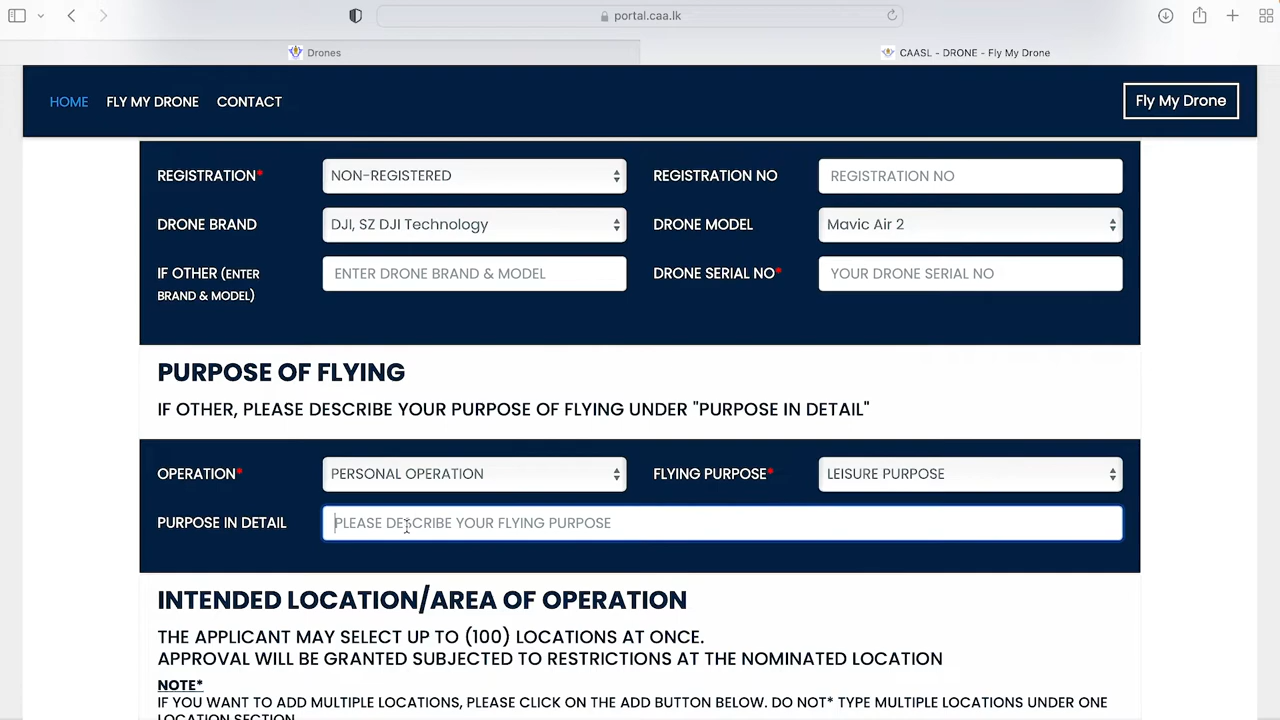 portal.caa.lk
Drones
CAASL - DRONE - Fly My Drone
HOME FLY MY DRONE CONTACT
Fly My Drone
REGISTRATION* NON-REGISTERED REGISTRATION NO REGISTRATION NO
DRONE BRAND DJI, SZ DJI Technology DRONE MODEL Mavic Air 2
IF OTHER (ENTER BRAND & MODEL) ENTER DRONE BRAND & MODEL DRONE SERIAL NO* YOUR DRONE SERIAL NO
PURPOSE OF FLYING
IF OTHER, PLEASE DESCRIBE YOUR PURPOSE OF FLYING UNDER "PURPOSE IN DETAIL"
OPERATION* PERSONAL OPERATION FLYING PURPOSE* LEISURE PURPOSE
PURPOSE IN DETAIL PLEASE DESCRIBE YOUR FLYING PURPOSE
INTENDED LOCATION/AREA OF OPERATION
THE APPLICANT MAY SELECT UP TO (100) LOCATIONS AT ONCE.
APPROVAL WILL BE GRANTED SUBJECTED TO RESTRICTIONS AT THE NOMINATED LOCATION
NOTE*
IF YOU WANT TO ADD MULTIPLE LOCATIONS, PLEASE CLICK ON THE ADD BUTTON BELOW. DO NOT* TYPE MULTIPLE LOCATIONS UNDER ONE
LOCATION SECTION